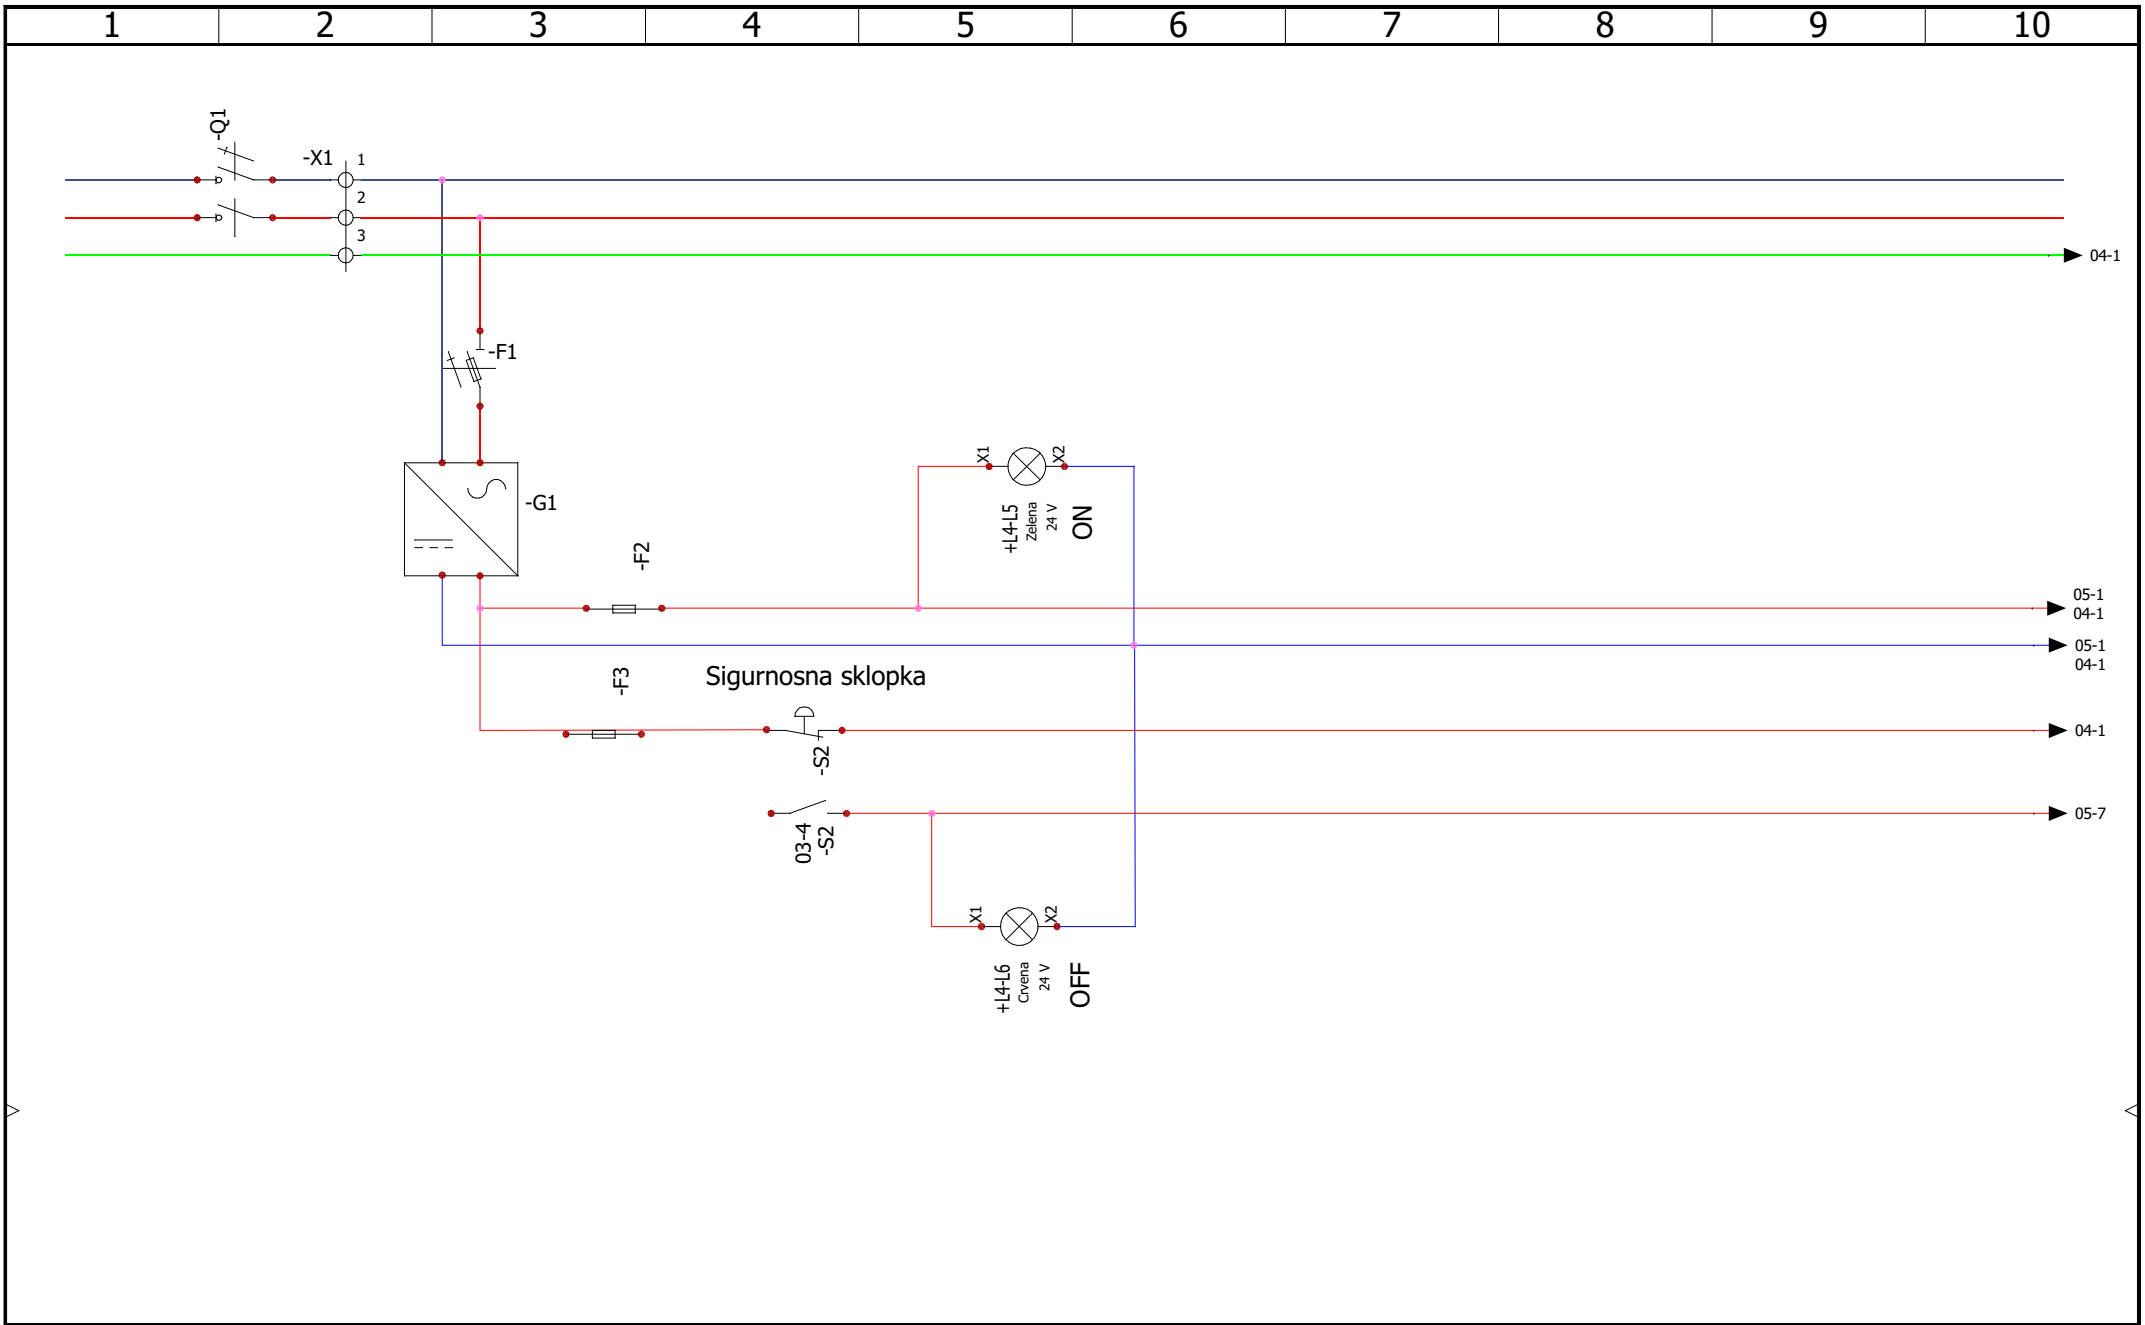 1 2 3 4 5 6 7 8 9 10
-Q1
-X1
1
2
3
04-1
-F1
-G1
X1
X2
+L4-L5
Zelena
24 V
ON
-F2
05-1
04-1
05-1
04-1
-F3
Sigurnosna sklopka
-S2
04-1
03-4
-S2
05-7
X1
X2
+L4-L6
Crvena
24 V
OFF